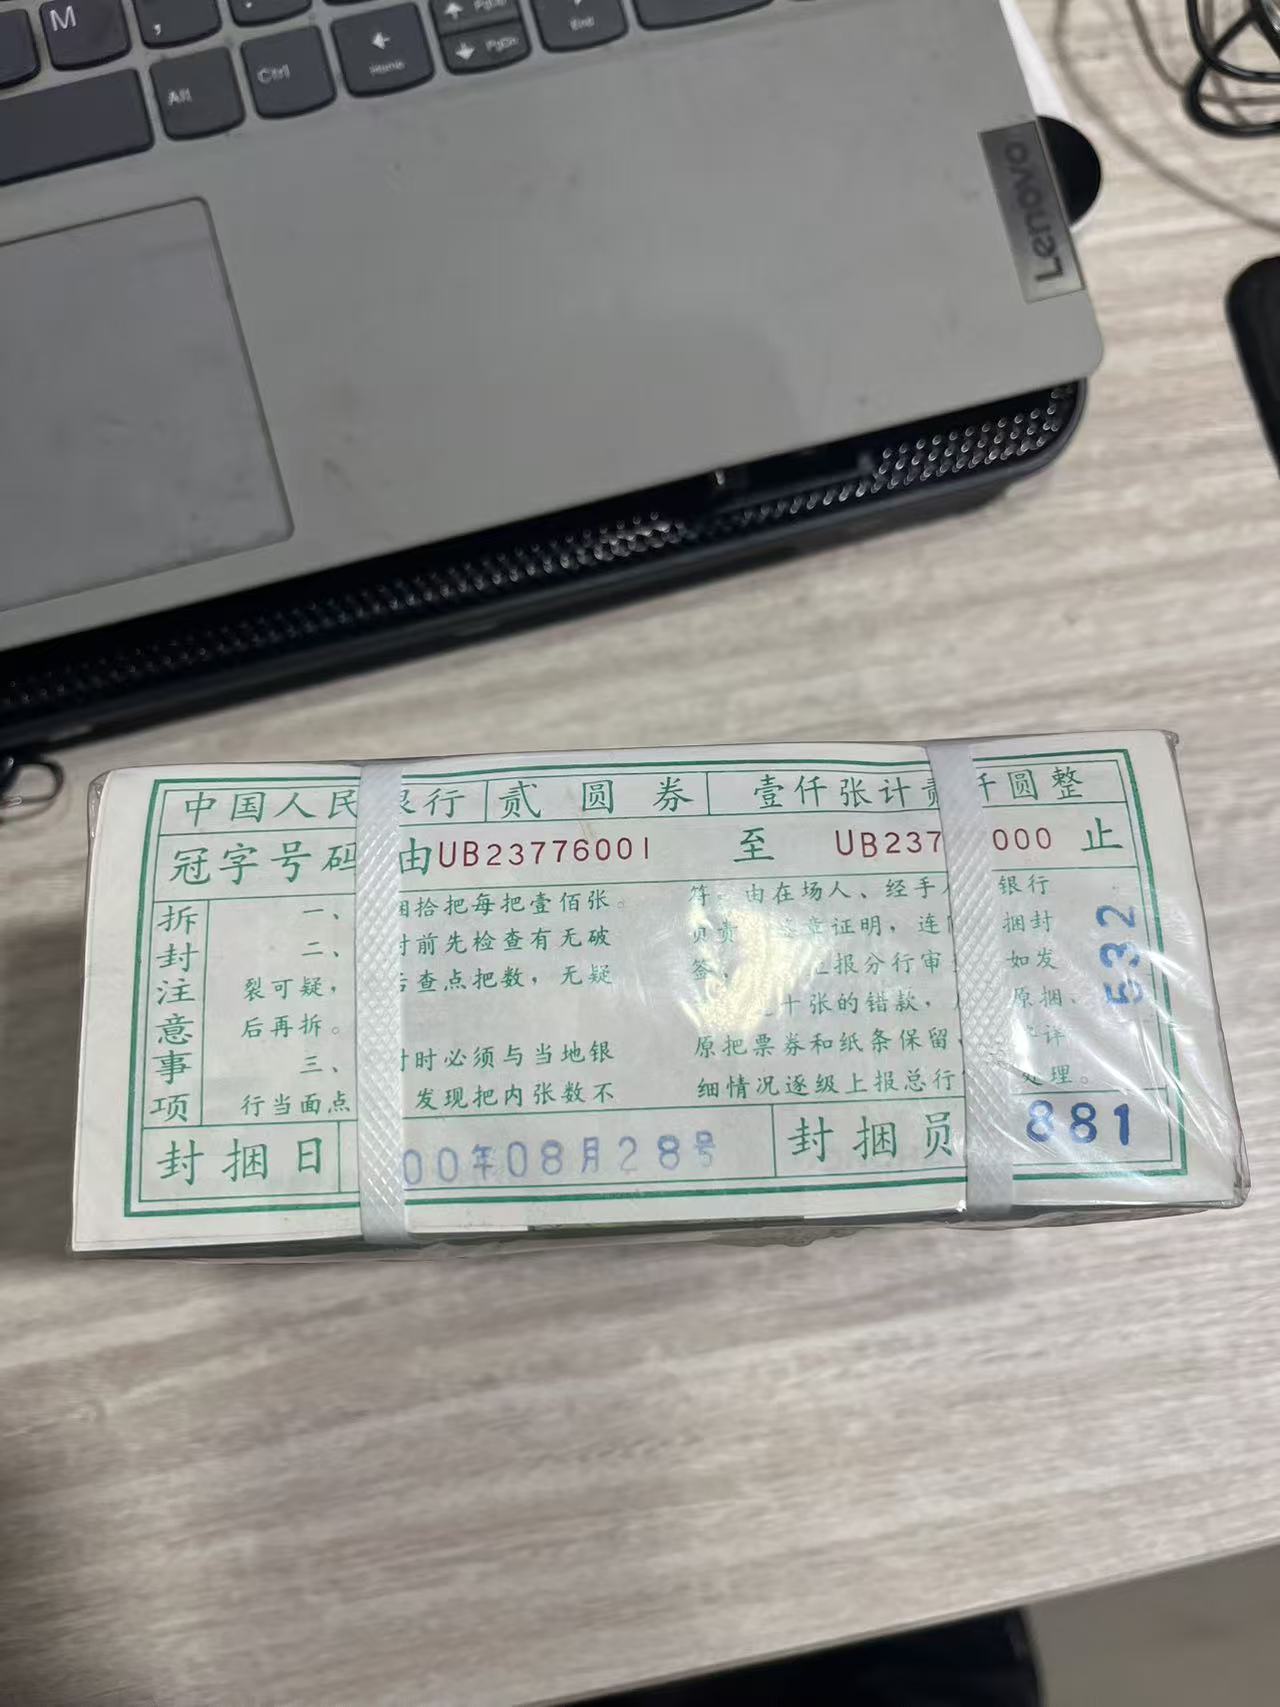 M
,
.
PgUp
Alt
Ctrl
Home
PgDn
End
Lenovo
中国人民银行 贰圆券 壹仟张计贰仟圆整
冠字号码 由UB23776001 至 UB237 000 止
拆封注意事项
一、 捆拾把每把壹佰张。
二、 封前先检查有无破
裂可疑, 后查点把数,无疑
后再拆。
三、 时必须与当地银
行当面点 发现把内张数不
符,由在场人、经手 银行
负责 章证明,连 捆封
签, 报分行审 如发
十张的错款, 原捆、
原把票券和纸条保留, 详
细情况逐级上报总行 处理。
532
封捆日 00年08月28号 封捆员 881